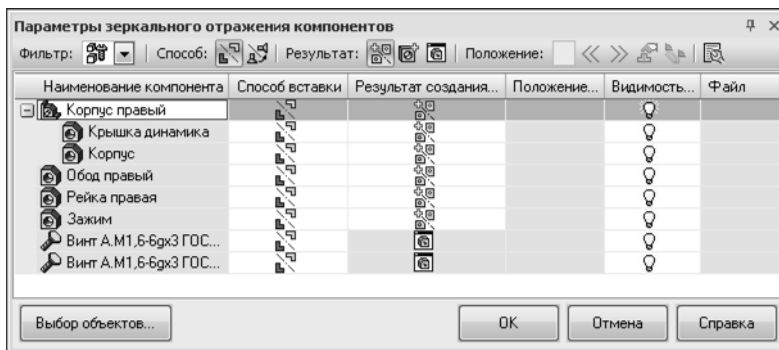 Параметры зеркального отражения компонентов
Фильтр: Способ: Результат: Положение:
Наименование компонента Способ вставки Результат создания... Положение... Видимость... Файл
Корпус правый
Крышка динамика
Корпус
Обод правый
Рейка правая
Зажим
Винт А.М1,6-6gx3 ГОС...
Винт А.М1,6-6gx3 ГОС...
Выбор объектов... ОК Отмена Справка